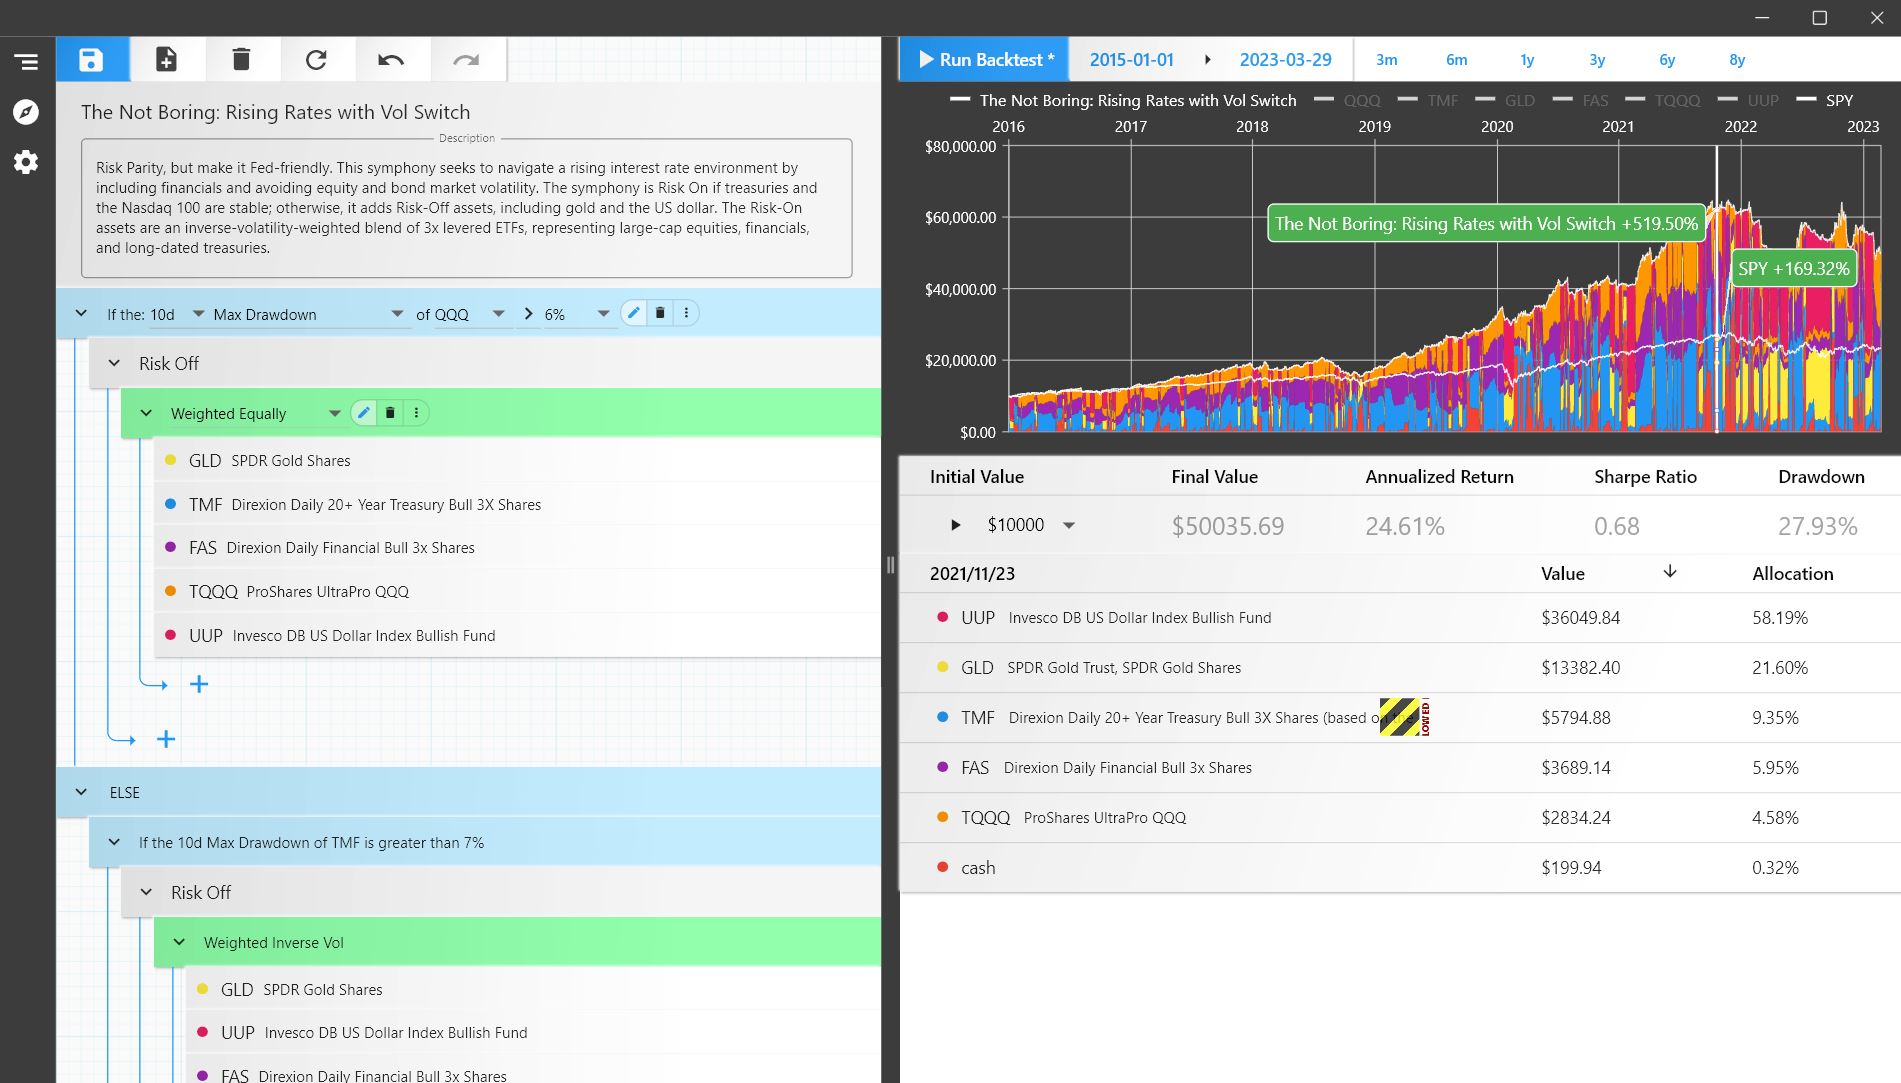 Run Backtest *
2015-01-01
2023-03-29
3m
6m
1y
3y
6y
8y
The Not Boring: Rising Rates with Vol Switch
Description
Risk Parity, but make it Fed-friendly. This symphony seeks to navigate a rising interest rate environment by
including financials and avoiding equity and bond market volatility. The symphony is Risk On if treasuries and
the Nasdaq 100 are stable; otherwise, it adds Risk-Off assets, including gold and the US dollar. The Risk-On
assets are an inverse-volatility-weighted blend of 3x levered ETFs, representing large-cap equities, financials,
and long-dated treasuries.
If the: 10d Max Drawdown of QQQ > 6%
Risk Off
Weighted Equally
GLD SPDR Gold Shares
TMF Direxion Daily 20+ Year Treasury Bull 3X Shares
FAS Direxion Daily Financial Bull 3x Shares
TQQQ ProShares UltraPro QQQ
UUP Invesco DB US Dollar Index Bullish Fund
ELSE
If the 10d Max Drawdown of TMF is greater than 7%
Risk Off
Weighted Inverse Vol
GLD SPDR Gold Shares
UUP Invesco DB US Dollar Index Bullish Fund
FAS Direxion Daily Financial Bull 3x Shares
The Not Boring: Rising Rates with Vol Switch QQQ TMF GLD FAS TQQQ UUP SPY
2016 2017 2018 2019 2020 2021 2022 2023
$80,000.00
$60,000.00
$40,000.00
$20,000.00
$0.00
The Not Boring: Rising Rates with Vol Switch +519.50%
SPY +169.32%
Initial Value Final Value Annualized Return Sharpe Ratio Drawdown
$10000 $50035.69 24.61% 0.68 27.93%
2021/11/23 Value Allocation
UUP Invesco DB US Dollar Index Bullish Fund $36049.84 58.19%
GLD SPDR Gold Trust, SPDR Gold Shares $13382.40 21.60%
TMF Direxion Daily 20+ Year Treasury Bull 3X Shares (based on the $5794.88 9.35%
FAS Direxion Daily Financial Bull 3x Shares $3689.14 5.95%
TQQQ ProShares UltraPro QQQ $2834.24 4.58%
cash $199.94 0.32%